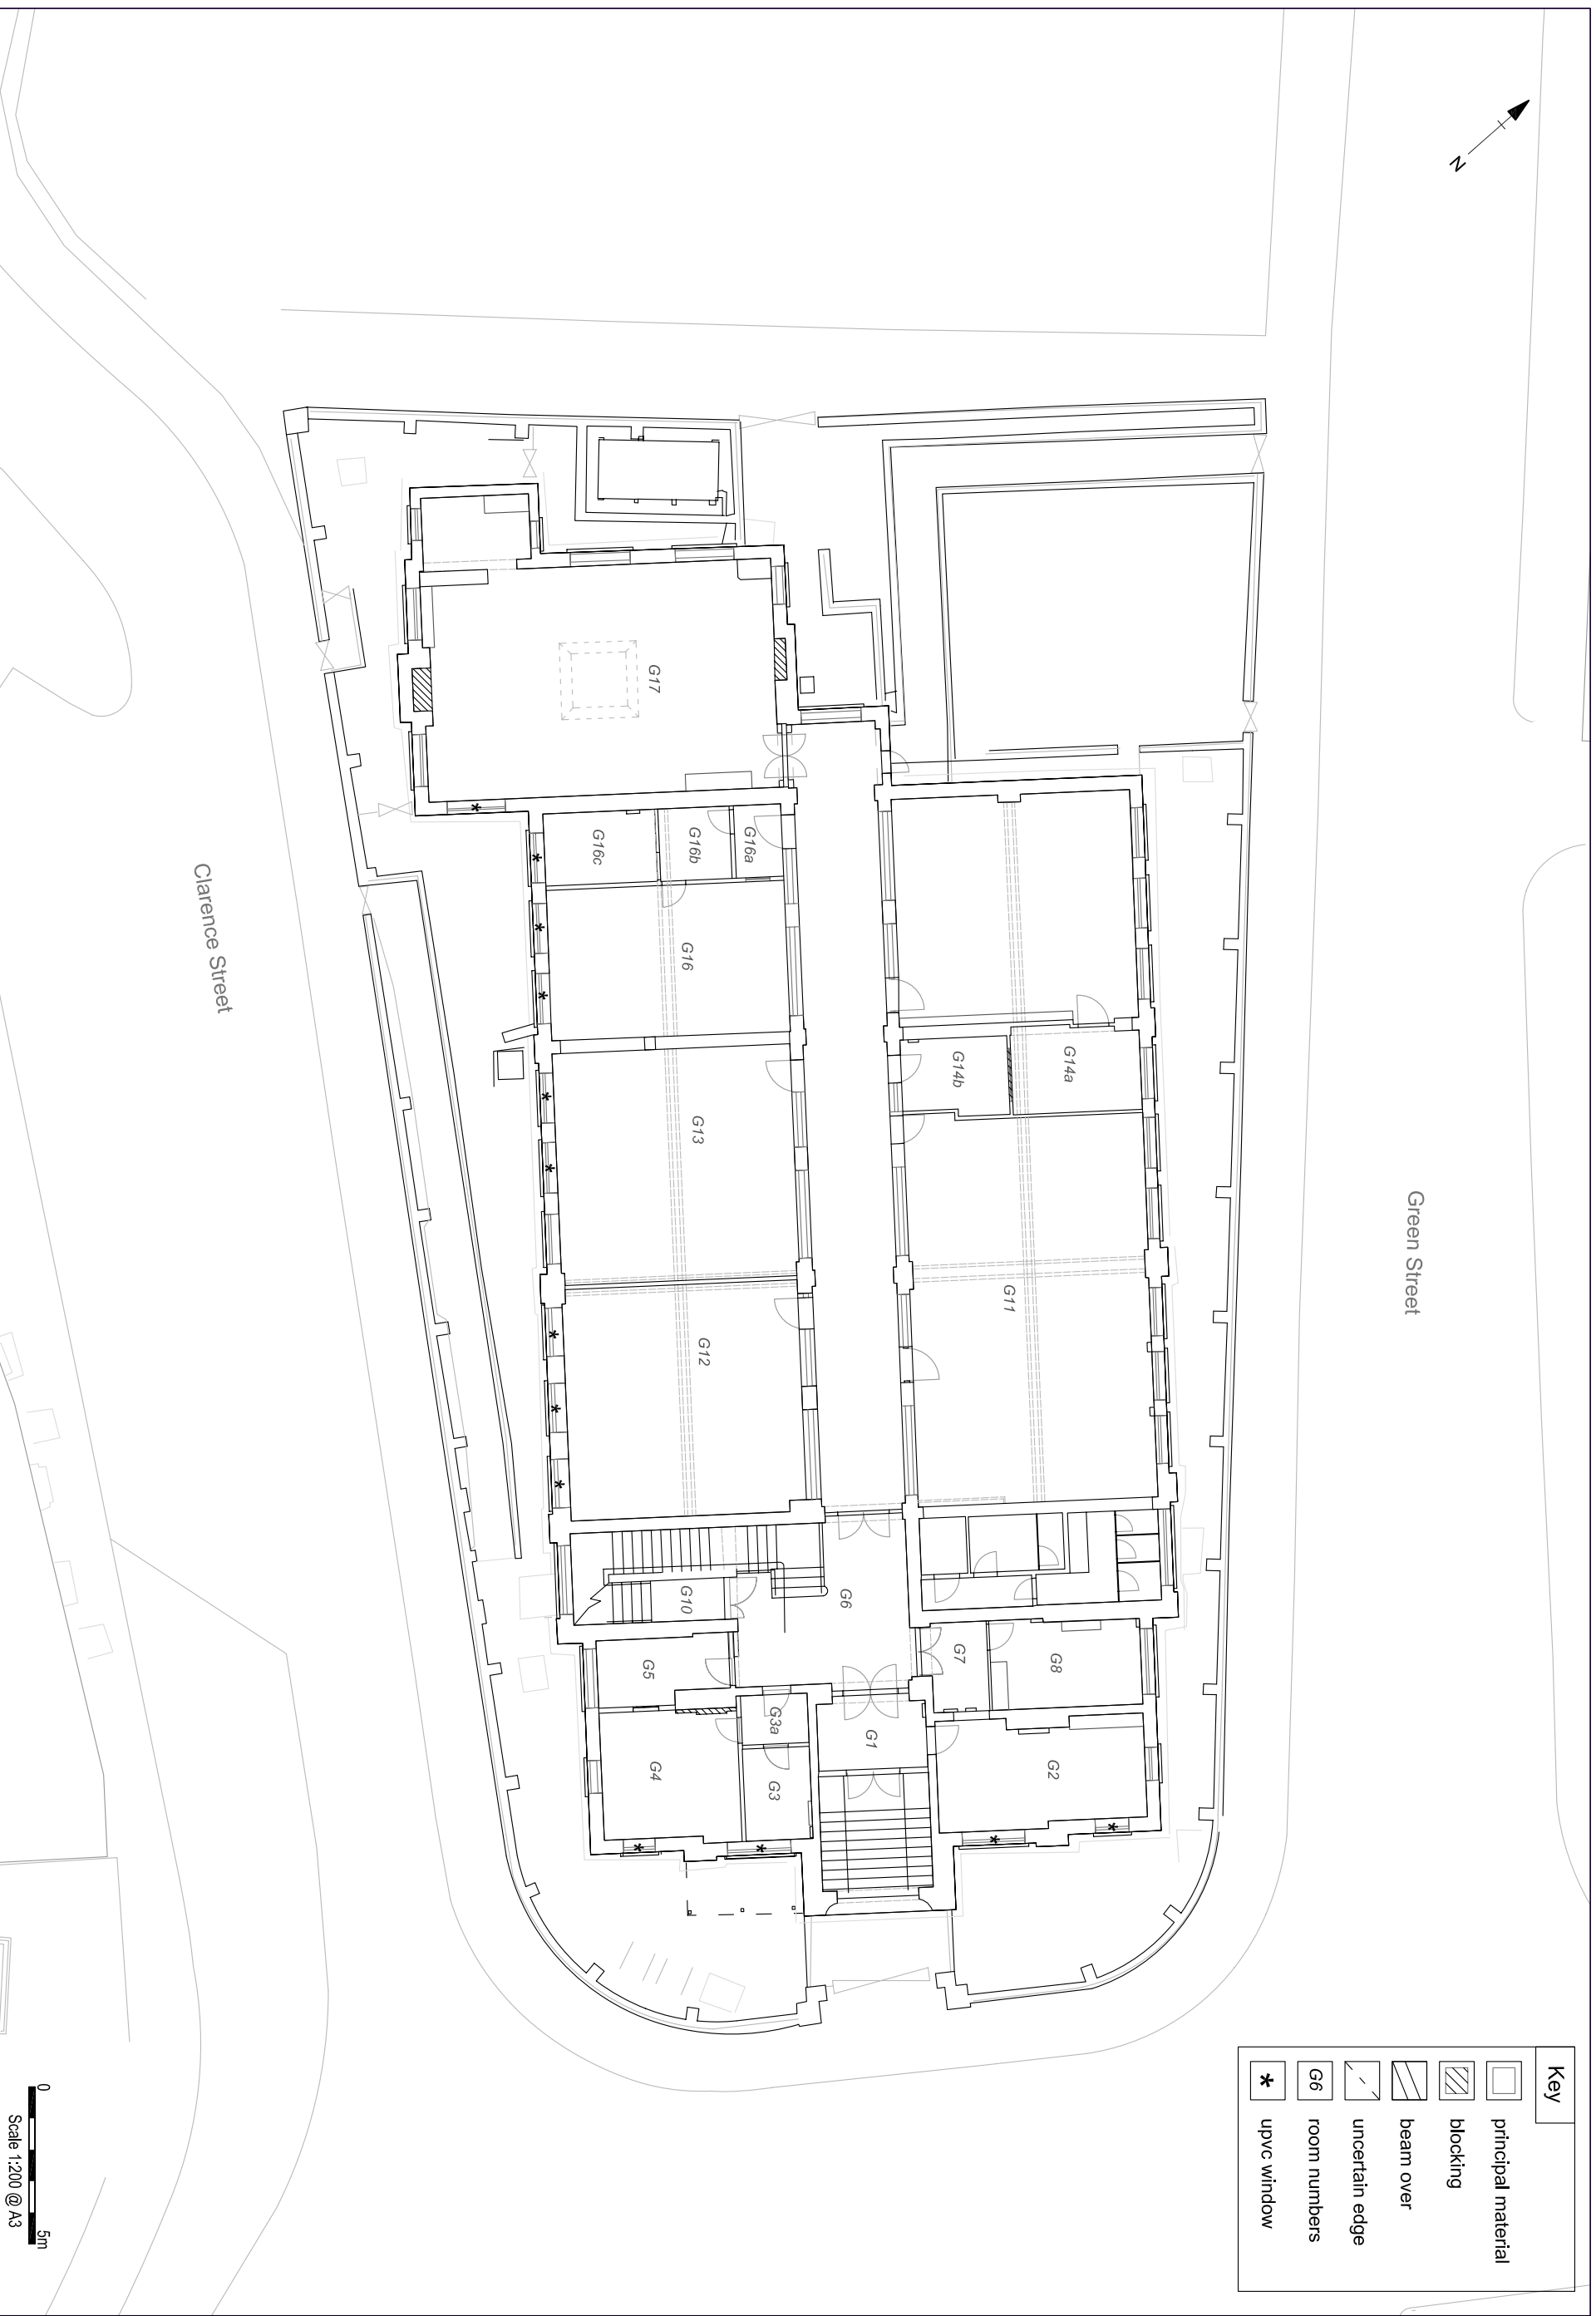 N
Green Street
Clarence Street
G17
G16c
G16b
G16a
G16
G14b
G14a
G13
G11
G12
G10
G6
G5
G7
G8
G3a
G1
G4
G3
G2
Key
principal material
blocking
beam over
uncertain edge
G6 room numbers
* upvc window
0 5m
Scale 1:200 @ A3